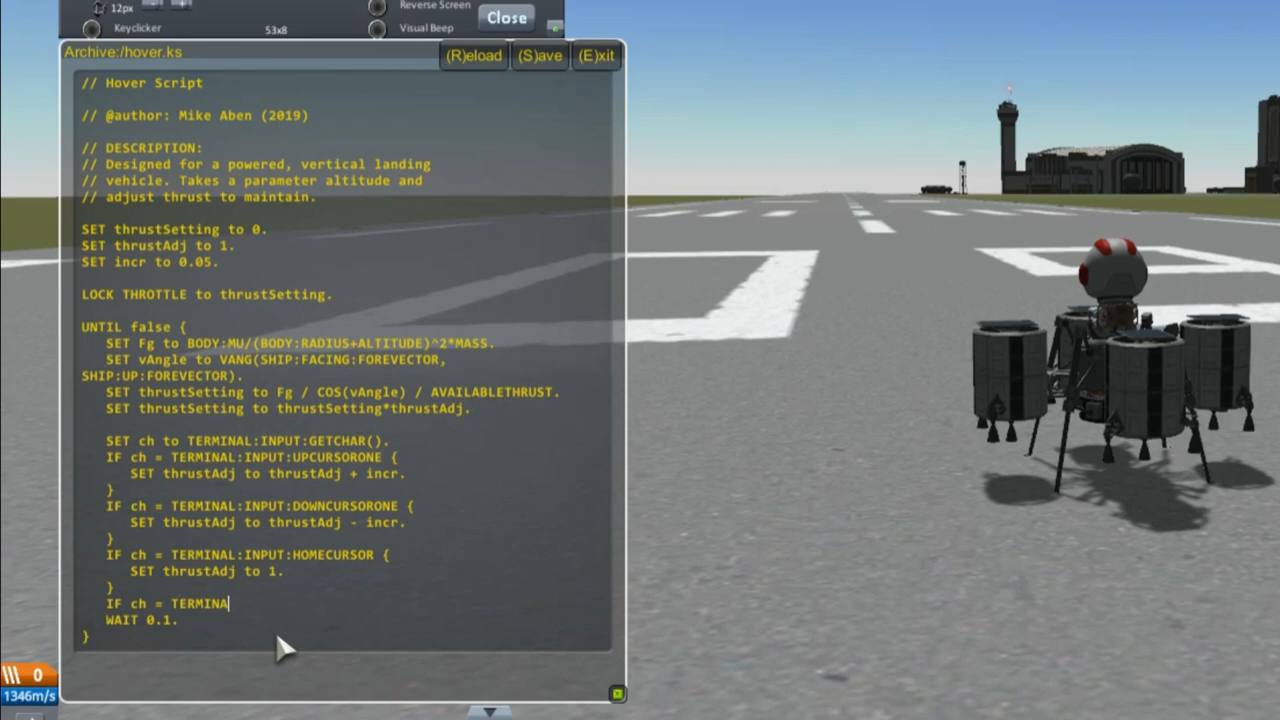 12px
Reverse Screen
Keyclicker
53x8
Visual Beep
Close
Archive:/hover.ks
(R)eload
(S)ave
(E)xit
// Hover Script
// @author: Mike Aben (2019)
// DESCRIPTION:
// Designed for a powered, vertical landing
// vehicle. Takes a parameter altitude and
// adjust thrust to maintain.
SET thrustSetting to 0.
SET thrustAdj to 1.
SET incr to 0.05.
LOCK THROTTLE to thrustSetting.
UNTIL false {
SET Fg to BODY:MU/(BODY:RADIUS+ALTITUDE)^2*MASS.
SET vAngle to VANG(SHIP:FACING:FOREVECTOR,
SHIP:UP:FOREVECTOR).
SET thrustSetting to Fg / COS(vAngle) / AVAILABLETHRUST.
SET thrustSetting to thrustSetting*thrustAdj.
SET ch to TERMINAL:INPUT:GETCHAR().
IF ch = TERMINAL:INPUT:UPCURSORONE {
SET thrustAdj to thrustAdj + incr.
}
IF ch = TERMINAL:INPUT:DOWNCURSORONE {
SET thrustAdj to thrustAdj - incr.
}
IF ch = TERMINAL:INPUT:HOMECURSOR {
SET thrustAdj to 1.
}
IF ch = TERMINA
WAIT 0.1.
}
0
1346m/s